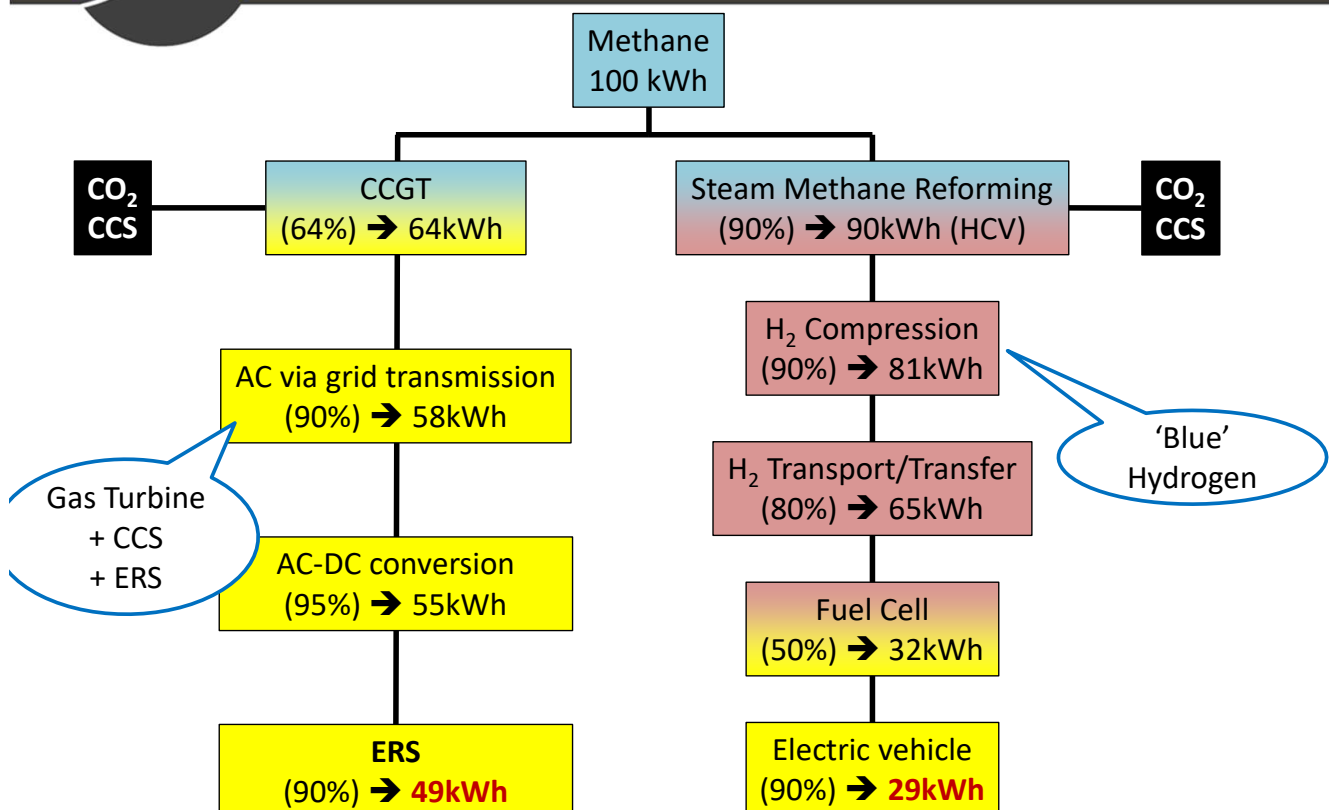 Methane
100 kWh
CO₂
CCS
CCGT
(64%) ➔ 64kWh
Steam Methane Reforming
(90%) ➔ 90kWh (HCV)
CO₂
CCS
AC via grid transmission
(90%) ➔ 58kWh
H₂ Compression
(90%) ➔ 81kWh
Gas Turbine
+ CCS
+ ERS
'Blue'
Hydrogen
AC-DC conversion
(95%) ➔ 55kWh
H₂ Transport/Transfer
(80%) ➔ 65kWh
Fuel Cell
(50%) ➔ 32kWh
ERS
(90%) ➔ 49kWh
Electric vehicle
(90%) ➔ 29kWh